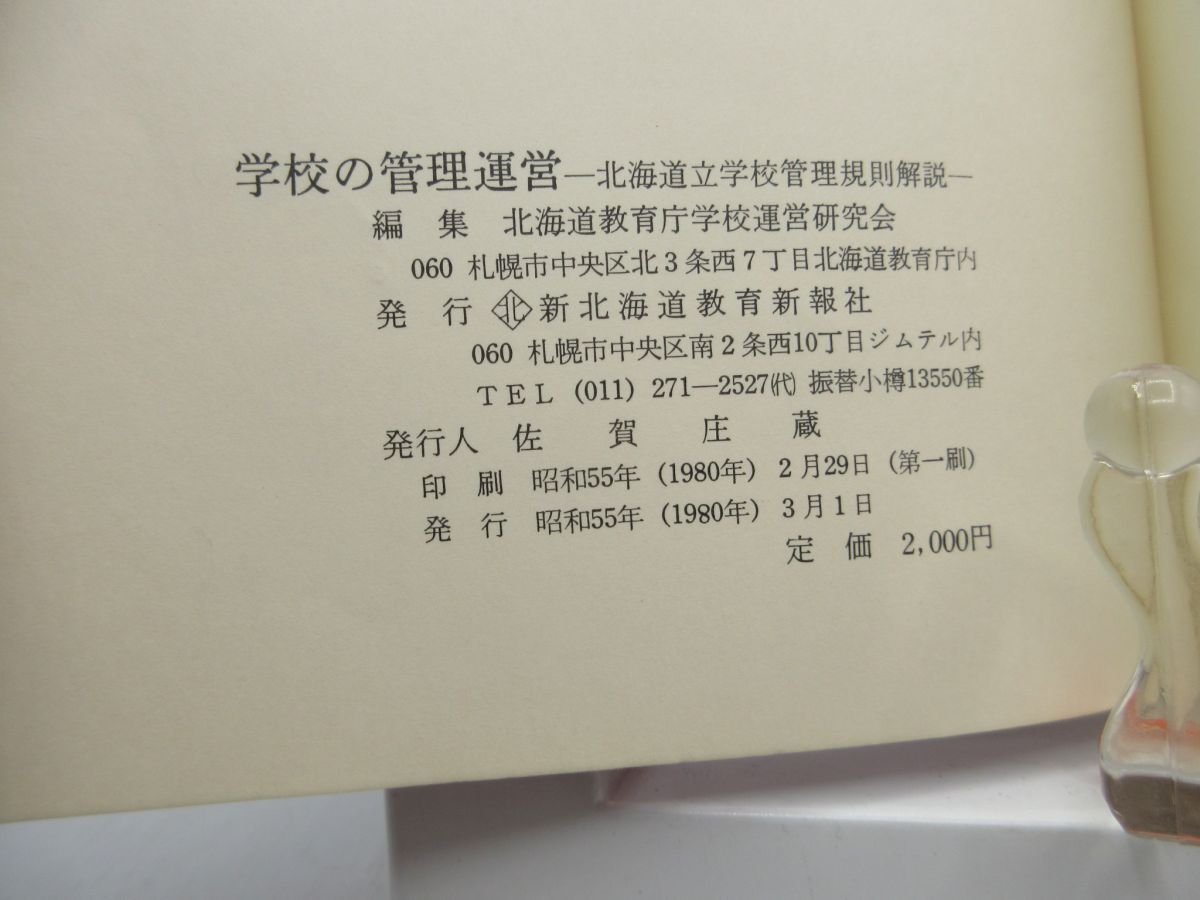 学校の管理運営―北海道立学校管理規則解説―
編　集　北海道教育庁学校運営研究会
060 札幌市中央区北3条西7丁目北海道教育庁内
発　行　北 新北海道教育新報社
060 札幌市中央区南2条西10丁目ジムテル内
TEL (011) 271―2527㈹ 振替小樽13550番
発行人　佐　賀　庄　蔵
印　刷　昭和55年 (1980年) 2月29日 (第一刷)
発　行　昭和55年 (1980年) 3月1日
定　価　2,000円